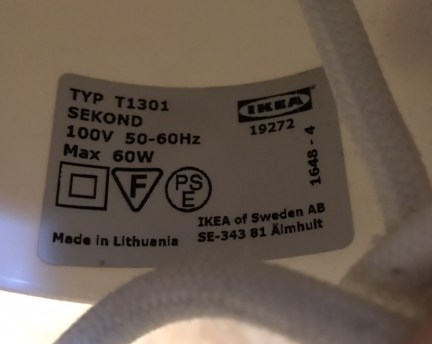 TYP T1301
SEKOND
100V 50-60Hz
Max 60W
IKEA
19272
1648-4
F
PS
E
IKEA of Sweden AB
SE-343 81 Älmhult
Made in Lithuania